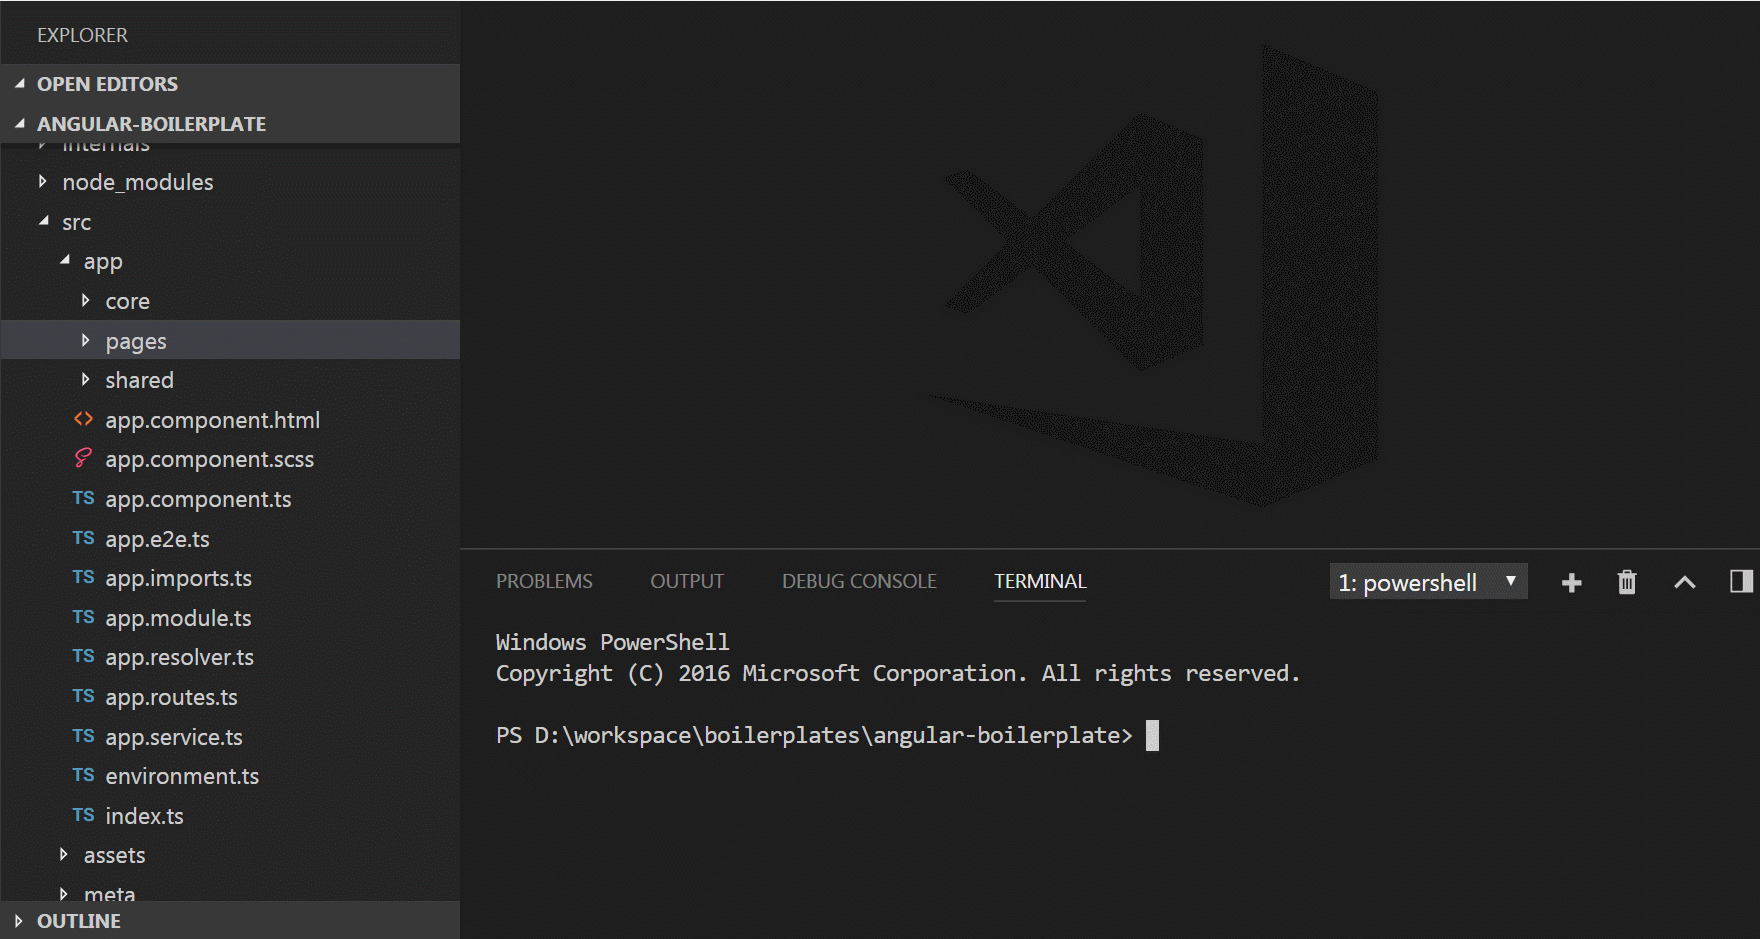 EXPLORER
OPEN EDITORS
ANGULAR-BOILERPLATE
internals
node_modules
src
app
core
pages
shared
<> app.component.html
app.component.scss
TS app.component.ts
TS app.e2e.ts
TS app.imports.ts
TS app.module.ts
TS app.resolver.ts
TS app.routes.ts
TS app.service.ts
TS environment.ts
TS index.ts
assets
meta
OUTLINE
PROBLEMS OUTPUT DEBUG CONSOLE TERMINAL 1: powershell
Windows PowerShell
Copyright (C) 2016 Microsoft Corporation. All rights reserved.
PS D:\workspace\boilerplates\angular-boilerplate>